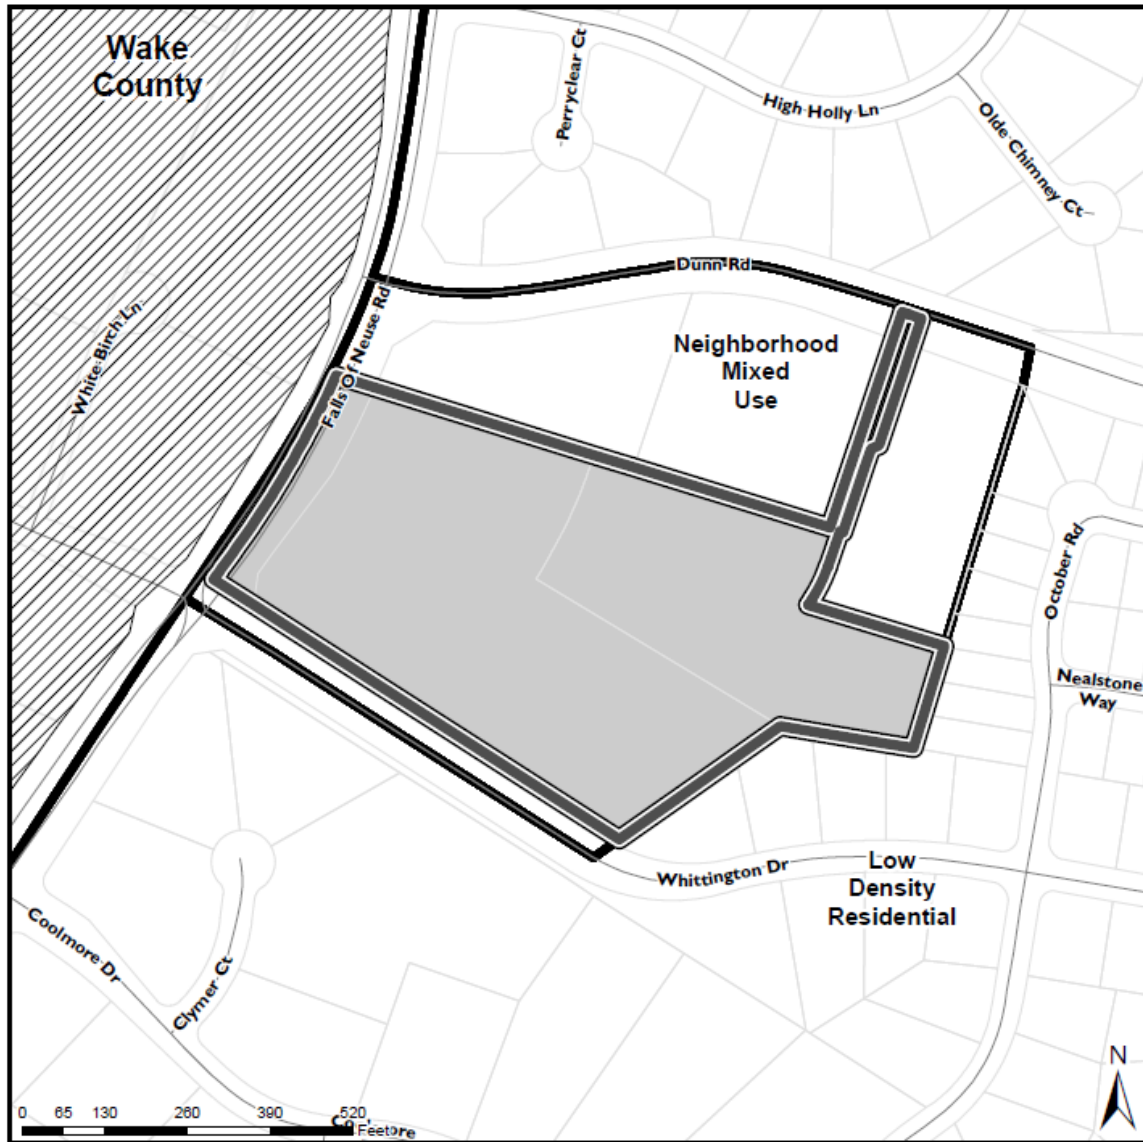 Wake
County
Perryclear Ct
High Holly Ln
Olde Chimney Ct
Dunn Rd
White Birch Ln
Falls Of Neuse Rd
Neighborhood
Mixed
Use
October Rd
Nealstone
Way
Whittington Dr
Low
Density
Residential
Coolmore Dr
Clymer Ct
N
0 65 130 260 390 520
Feet